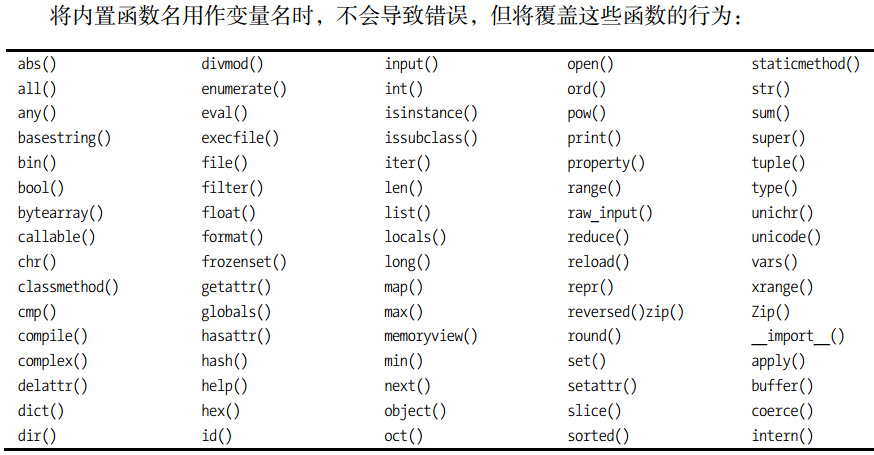 将内置函数名用作变量名时，不会导致错误，但将覆盖这些函数的行为：
abs() divmod() input() open() staticmethod()
all() enumerate() int() ord() str()
any() eval() isinstance() pow() sum()
basestring() execfile() issubclass() print() super()
bin() file() iter() property() tuple()
bool() filter() len() range() type()
bytearray() float() list() raw_input() unichr()
callable() format() locals() reduce() unicode()
chr() frozenset() long() reload() vars()
classmethod() getattr() map() repr() xrange()
cmp() globals() max() reversed()zip() Zip()
compile() hasattr() memoryview() round() __import__()
complex() hash() min() set() apply()
delattr() help() next() setattr() buffer()
dict() hex() object() slice() coerce()
dir() id() oct() sorted() intern()